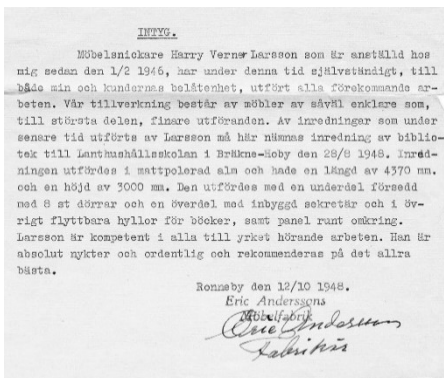 INTYG.
Möbelsnickare Harry Verner Larsson som är anställd hos
mig sedan den 1/2 1946, har under denna tid självständigt, till
både min och kundernas belåtenhet, utfört alla förekommande ar-
beten. Vår tillverkning består av möbler av såväl enklare som,
till största delen, finare utföranden. Av inredningar som under
senare tid utförts av Larsson må här nämnas inredning av biblio-
tek till Lanthushållsskolan i Bräkne-Hoby den 28/8 1948. Inred-
ningen utfördes i mattpolerad alm och hade en längd av 4370 mm.
och en höjd av 3000 mm. Den utfördes med en underdel försedd
med 8 st dörrar och en överdel med inbyggd sekretär och i öv-
rigt flyttbara hyllor för böcker, samt panel runt omkring.
Larsson är kompetent i alla till yrket hörande arbeten. Han är
absolut nykter och ordentlig och rekommenderas på det allra
bästa.
Ronneby den 12/10 1948.
Eric Anderssons
Möbelfabrik
Eric Andersson
Fabrikör